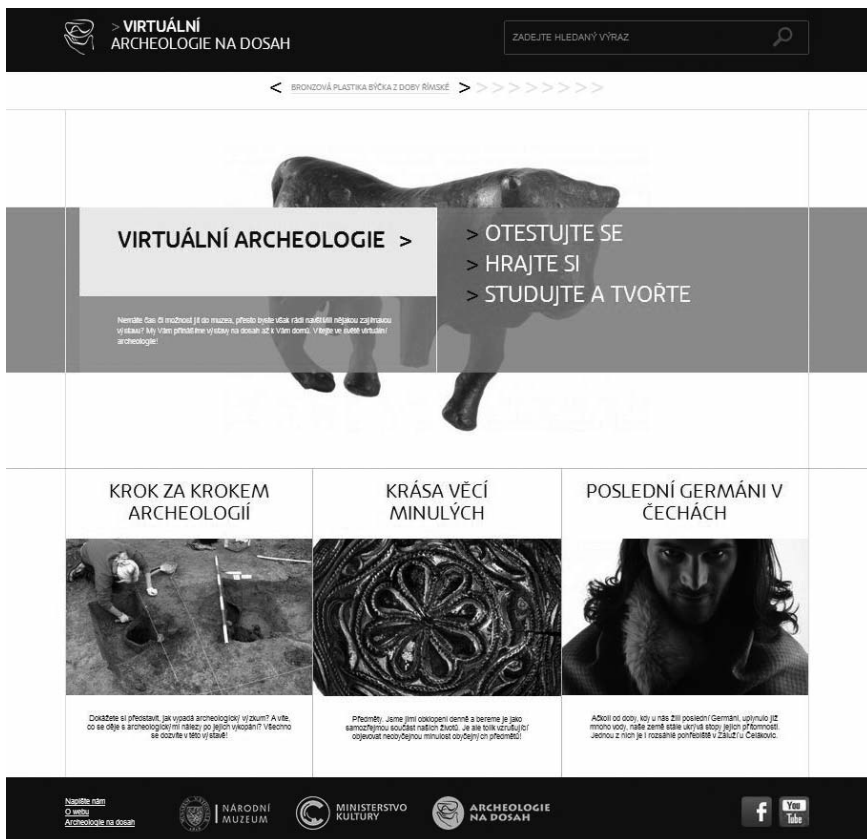 > VIRTUÁLNÍ
ARCHEOLOGIE NA DOSAH
ZADEJTE HLEDANÝ VÝRAZ
< BRONZOVÁ PLASTIKA BÝČKA Z DOBY ŘÍMSKÉ > > > > > > > > >
VIRTUÁLNÍ ARCHEOLOGIE >
> OTESTUJTE SE
> HRAJTE SI
> STUDUJTE A TVOŘTE
Nemáte čas či možnost jít do muzea, přesto byste však rádi navštívili nějakou zajímavou
výstavu? My Vám přinášíme výstavy na dosah až k Vám domů. Vítejte ve světě virtuální
archeologie!
KROK ZA KROKEM
ARCHEOLOGIÍ
Dokážete si představit, jak vypadá archeologický výzkum? A víte,
co se děje s archeologickými nálezy po jejich vykopání? Všechno
se dozvíte v této výstavě!
KRÁSA VĚCÍ
MINULÝCH
Předměty. Jsme jimi obklopeni denně a bereme je jako
samozřejmou součást našich životů. Je ale tolik vzrušující
objevovat neobyčejnou minulost obyčejných předmětů!
POSLEDNÍ GERMÁNI V
ČECHÁCH
Ačkoli od doby, kdy u nás žili poslední Germáni, uplynulo již
mnoho vody, naše země stále ukrývá stopy jejich přítomnosti.
Jednou z nich je i rozsáhlé pohřebiště v Záluží u Čelákovic.
Napište nám
O webu
Archeologie na dosah
NÁRODNÍ
MUZEUM
MINISTERSTVO
KULTURY
ARCHEOLOGIE
NA DOSAH
f
You
Tube